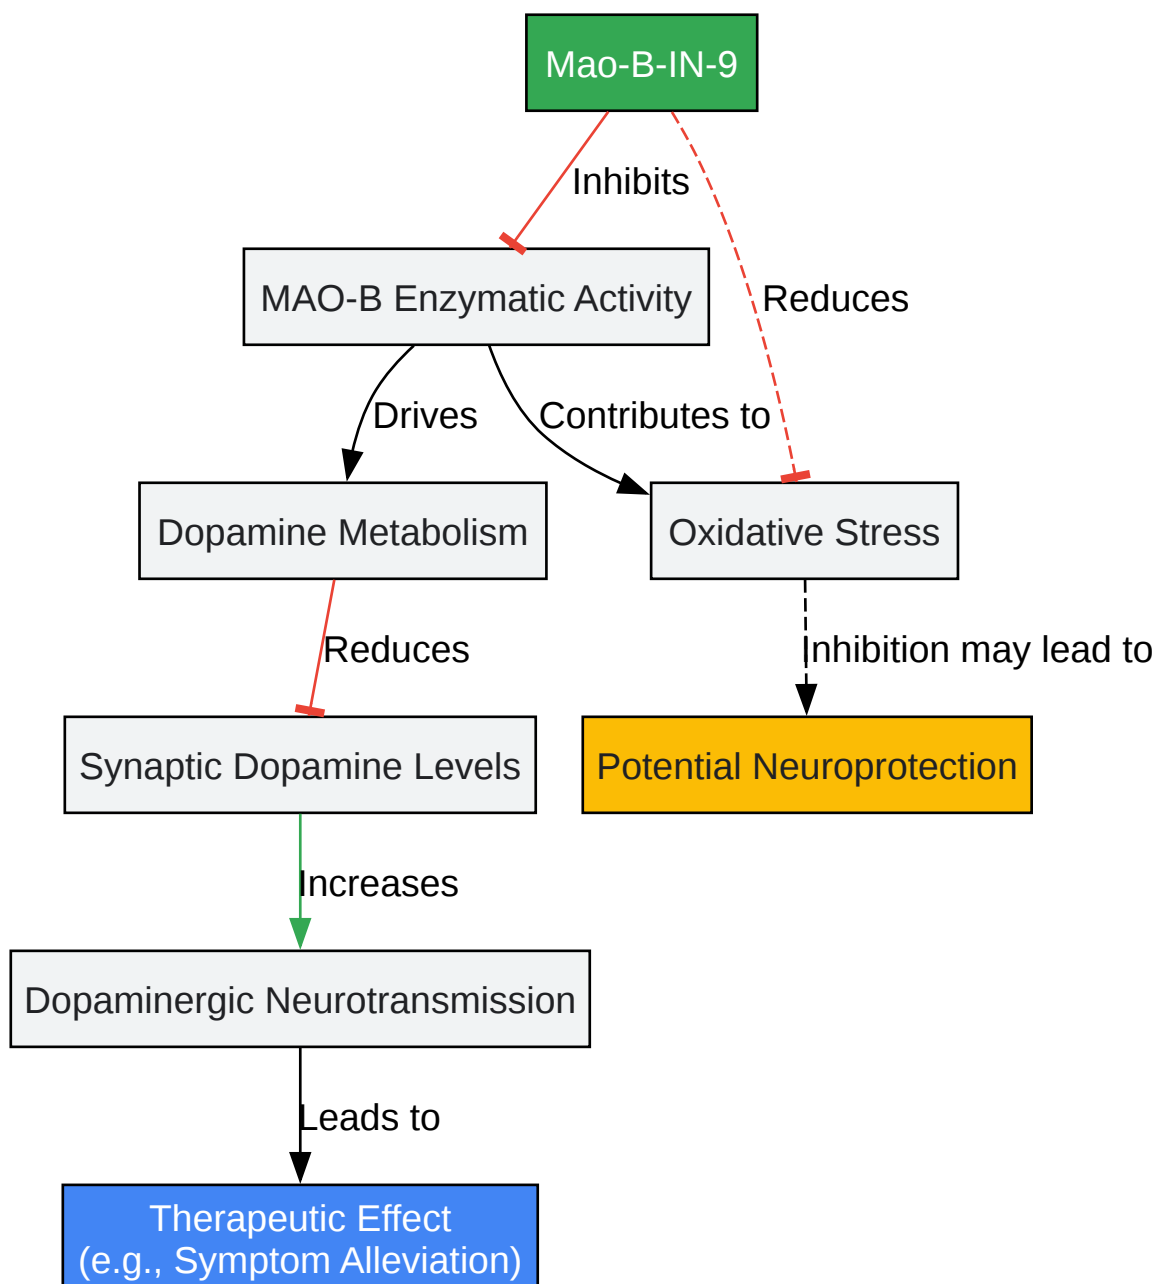 Mao-B-IN-9
Inhibits
MAO-B Enzymatic Activity
Reduces
Drives
Contributes to
Dopamine Metabolism
Oxidative Stress
Reduces
Inhibition may lead to
Synaptic Dopamine Levels
Potential Neuroprotection
Increases
Dopaminergic Neurotransmission
Leads to
Therapeutic Effect
(e.g., Symptom Alleviation)